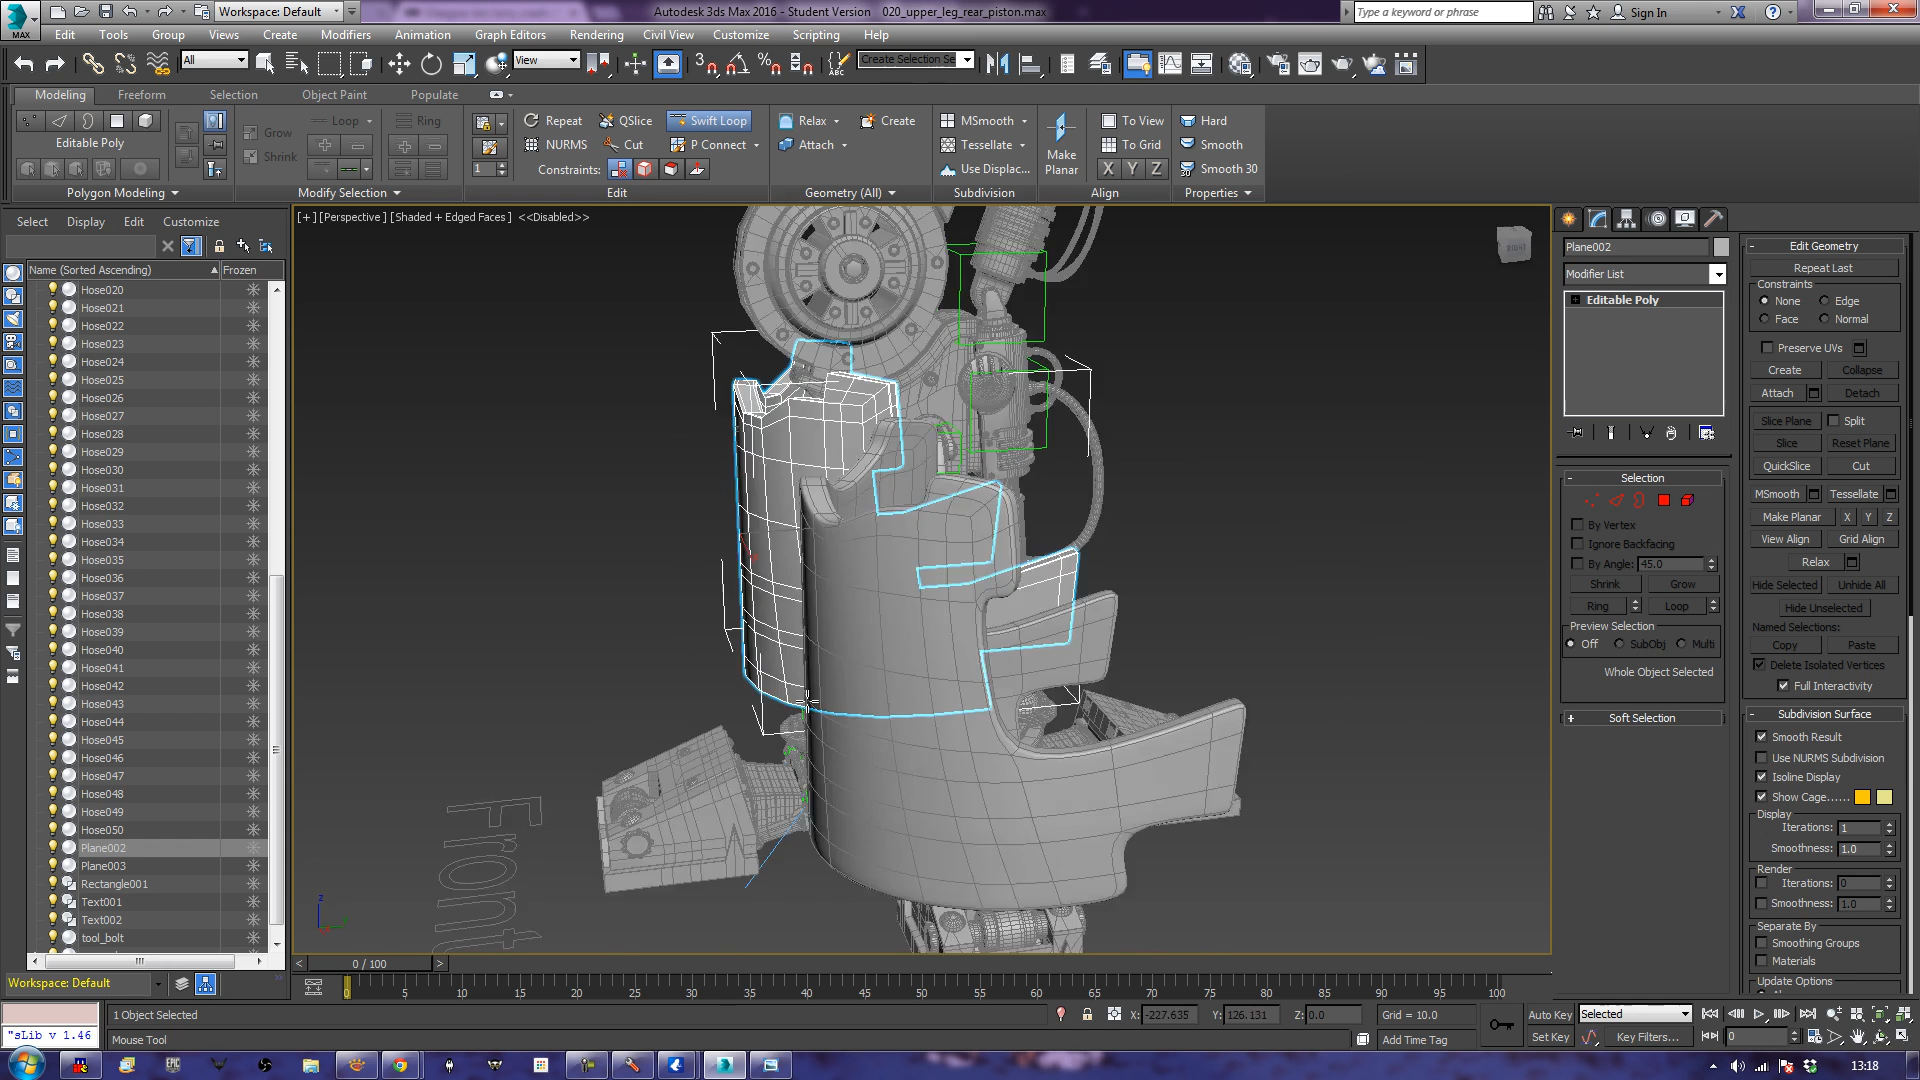 MAX
Workspace: Default
Autodesk 3ds Max 2016 - Student Version 020_upper_leg_rear_piston.max
Type a keyword or phrase
Sign In
Edit Tools Group Views Create Modifiers Animation Graph Editors Rendering Civil View Customize Scripting Help
All
View
Create Selection Se
Modeling Freeform Selection Object Paint Populate
Loop Ring Repeat QSlice Swift Loop Relax Create MSmooth To View Hard
Grow NURMS Cut P Connect Attach Tessellate To Grid Smooth
Editable Poly Shrink 1 Constraints: Make Planar Use Displac... X Y Z Smooth 30
Polygon Modeling Modify Selection Edit Geometry (All) Subdivision Align Properties
Select Display Edit Customize
[+] [Perspective] [Shaded + Edged Faces] <<Disabled>>
Name (Sorted Ascending) Frozen
Hose020
Hose021
Hose022
Hose023
Hose024
Hose025
Hose026
Hose027
Hose028
Hose029
Hose030
Hose031
Hose032
Hose033
Hose034
Hose035
Hose036
Hose037
Hose038
Hose039
Hose040
Hose041
Hose042
Hose043
Hose044
Hose045
Hose046
Hose047
Hose048
Hose049
Hose050
Plane002
Plane003
Rectangle001
Text001
Text002
tool_bolt
Workspace: Default
RIGHT
Front
z
Plane002
Modifier List
Editable Poly
Selection
By Vertex
Ignore Backfacing
By Angle: 45.0
Shrink Grow
Ring Loop
Preview Selection
Off SubObj Multi
Whole Object Selected
Soft Selection
Edit Geometry
Repeat Last
Constraints
None Edge
Face Normal
Preserve UVs
Create Collapse
Attach Detach
Slice Plane Split
Slice Reset Plane
QuickSlice Cut
MSmooth Tessellate
Make Planar X Y Z
View Align Grid Align
Relax
Hide Selected Unhide All
Hide Unselected
Named Selections:
Copy Paste
Delete Isolated Vertices
Full Interactivity
Subdivision Surface
Smooth Result
Use NURMS Subdivision
Isoline Display
Show Cage......
Display
Iterations: 1
Smoothness: 1.0
Render
Iterations: 0
Smoothness: 1.0
Separate By
Smoothing Groups
Materials
Update Options
< 0 / 100 >
0 5 10 15 20 25 30 35 40 45 50 55 60 65 70 75 80 85 90 95 100
1 Object Selected
X: -227.635 Y: 126.131 Z: 0.0 Grid = 10.0
Auto Key Selected
"sLib v 1.46
Mouse Tool
Add Time Tag
Set Key Key Filters... 0
EPIC
13:18